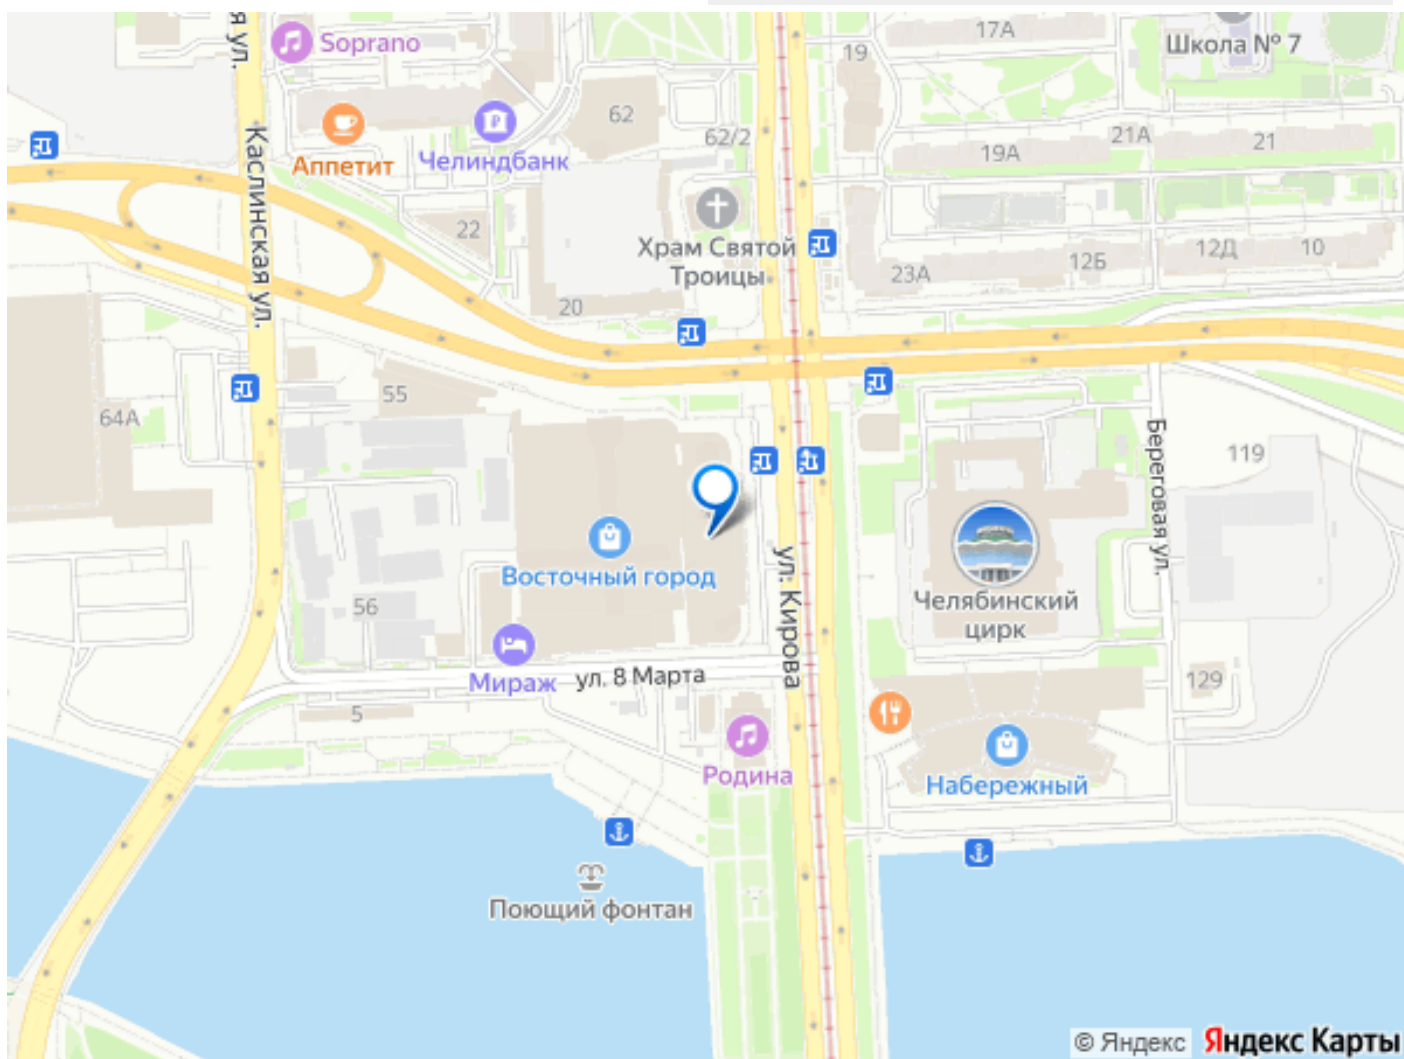 я ул.
Soprano
17А
Школа № 7
19
62
Каслинская ул.
Аппетит
Челиндбанк
62/2
21А
21
19А
22
Храм Святой
Троицы
12Д
10
12Б
23А
20
55
64А
Береговая ул.
119
Восточный город
ул. Кирова
56
Челябинский
цирк
Мираж
ул. 8 Марта
129
5
Родина
Набережный
Поющий фонтан
© Яндекс Яндекс Карты